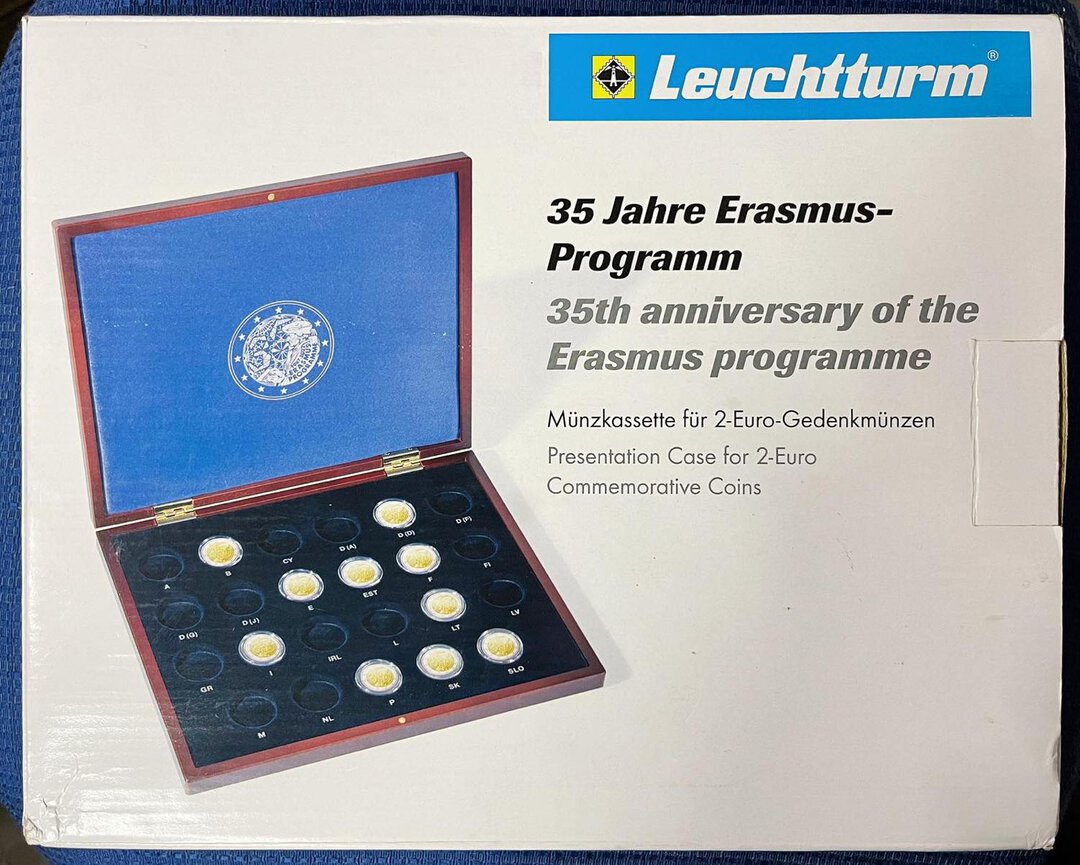 Leuchtturm®
35 Jahre Erasmus-
Programm
35th anniversary of the
Erasmus programme
Münzkassette für 2-Euro-Gedenkmünzen
Presentation Case for 2-Euro
Commemorative Coins
A B CY D (A) D (D) D (F)
D (G) D (J) E EST F FI
GR I IRL L LT LV
M NL P SK SLO